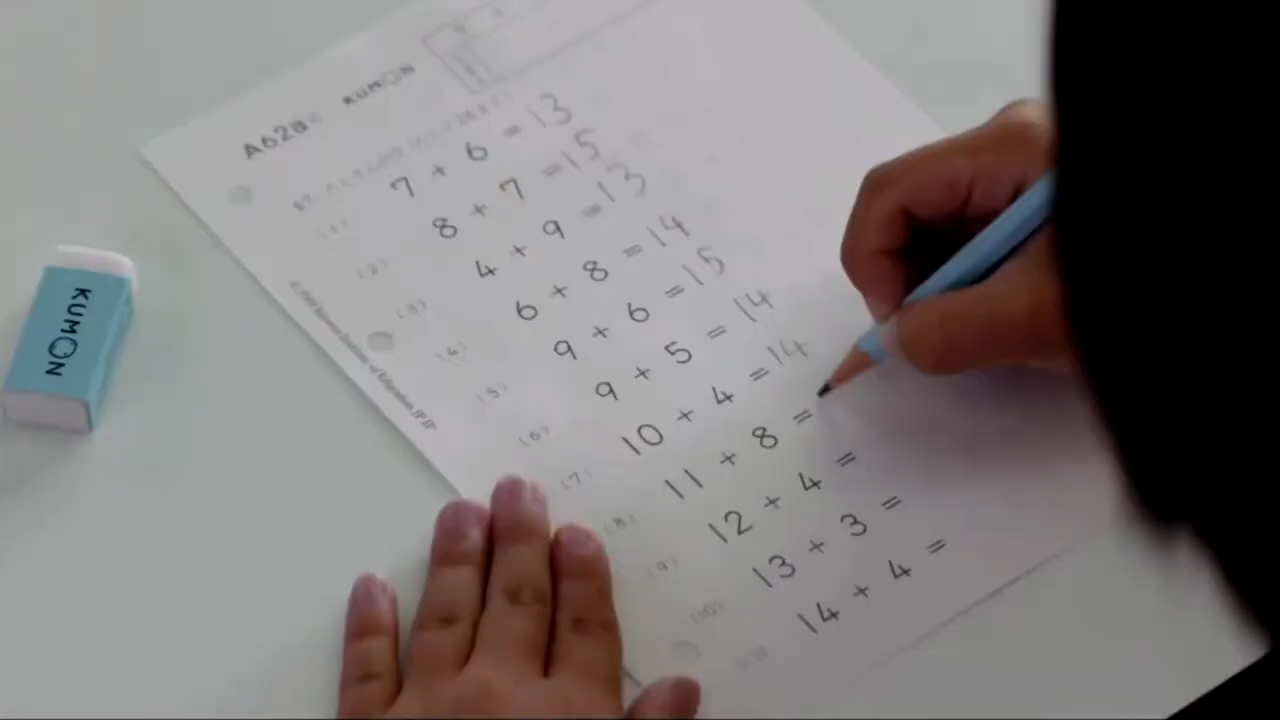 A62a KUMON
(1) 7 + 6 = 13
(2) 8 + 7 = 15
(3) 4 + 9 = 13
(4) 6 + 8 = 14
(5) 9 + 6 = 15
(6) 9 + 5 = 14
(7) 10 + 4 = 14
(8) 11 + 8 =
(9) 12 + 4 =
(10) 13 + 3 =
(11) 14 + 4 =
KUMON